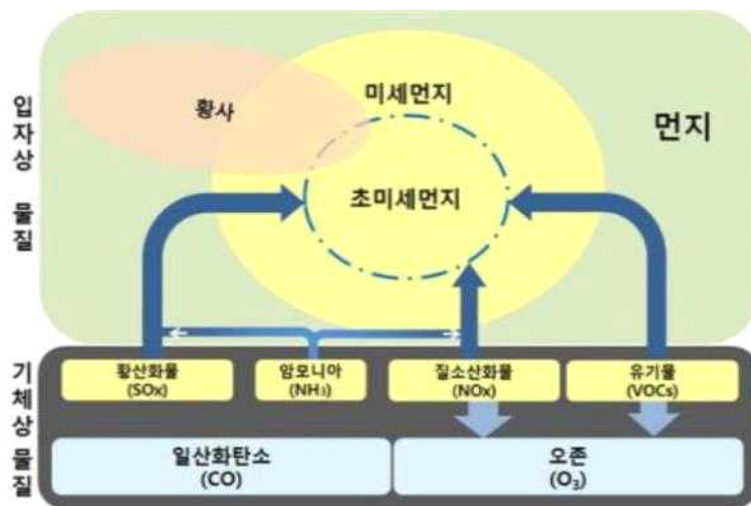 입자상 물질
황사
미세먼지
먼지
초미세먼지
기체상 물질
황산화물
(SOx)
암모니아
(NH₃)
질소산화물
(NOx)
유기물
(VOCs)
일산화탄소
(CO)
오존
(O₃)